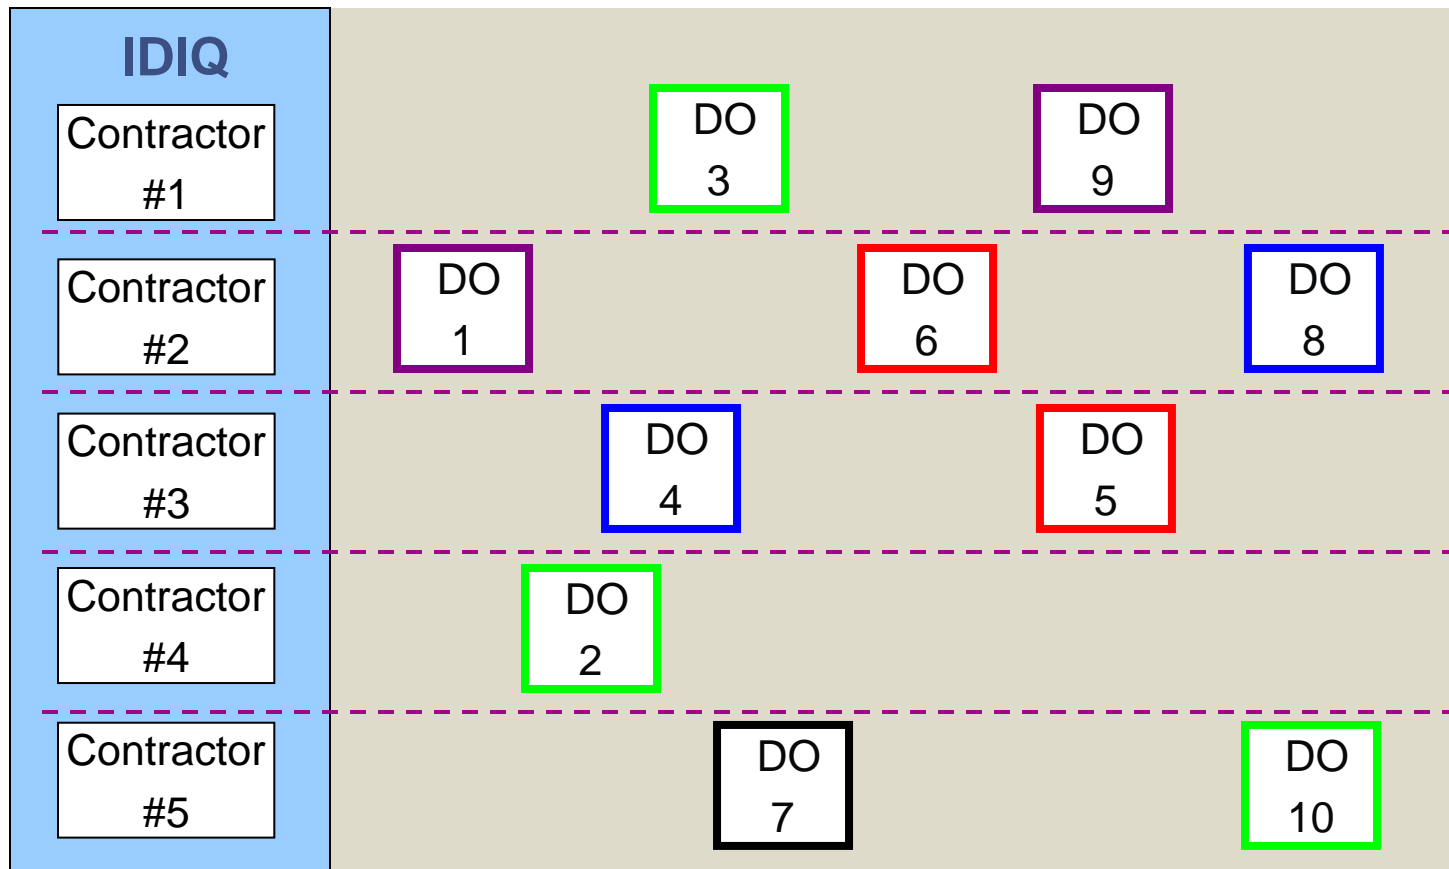 IDIQ
Contractor
#1
DO
3
DO
9
Contractor
#2
DO
1
DO
6
DO
8
Contractor
#3
DO
4
DO
5
Contractor
#4
DO
2
Contractor
#5
DO
7
DO
10